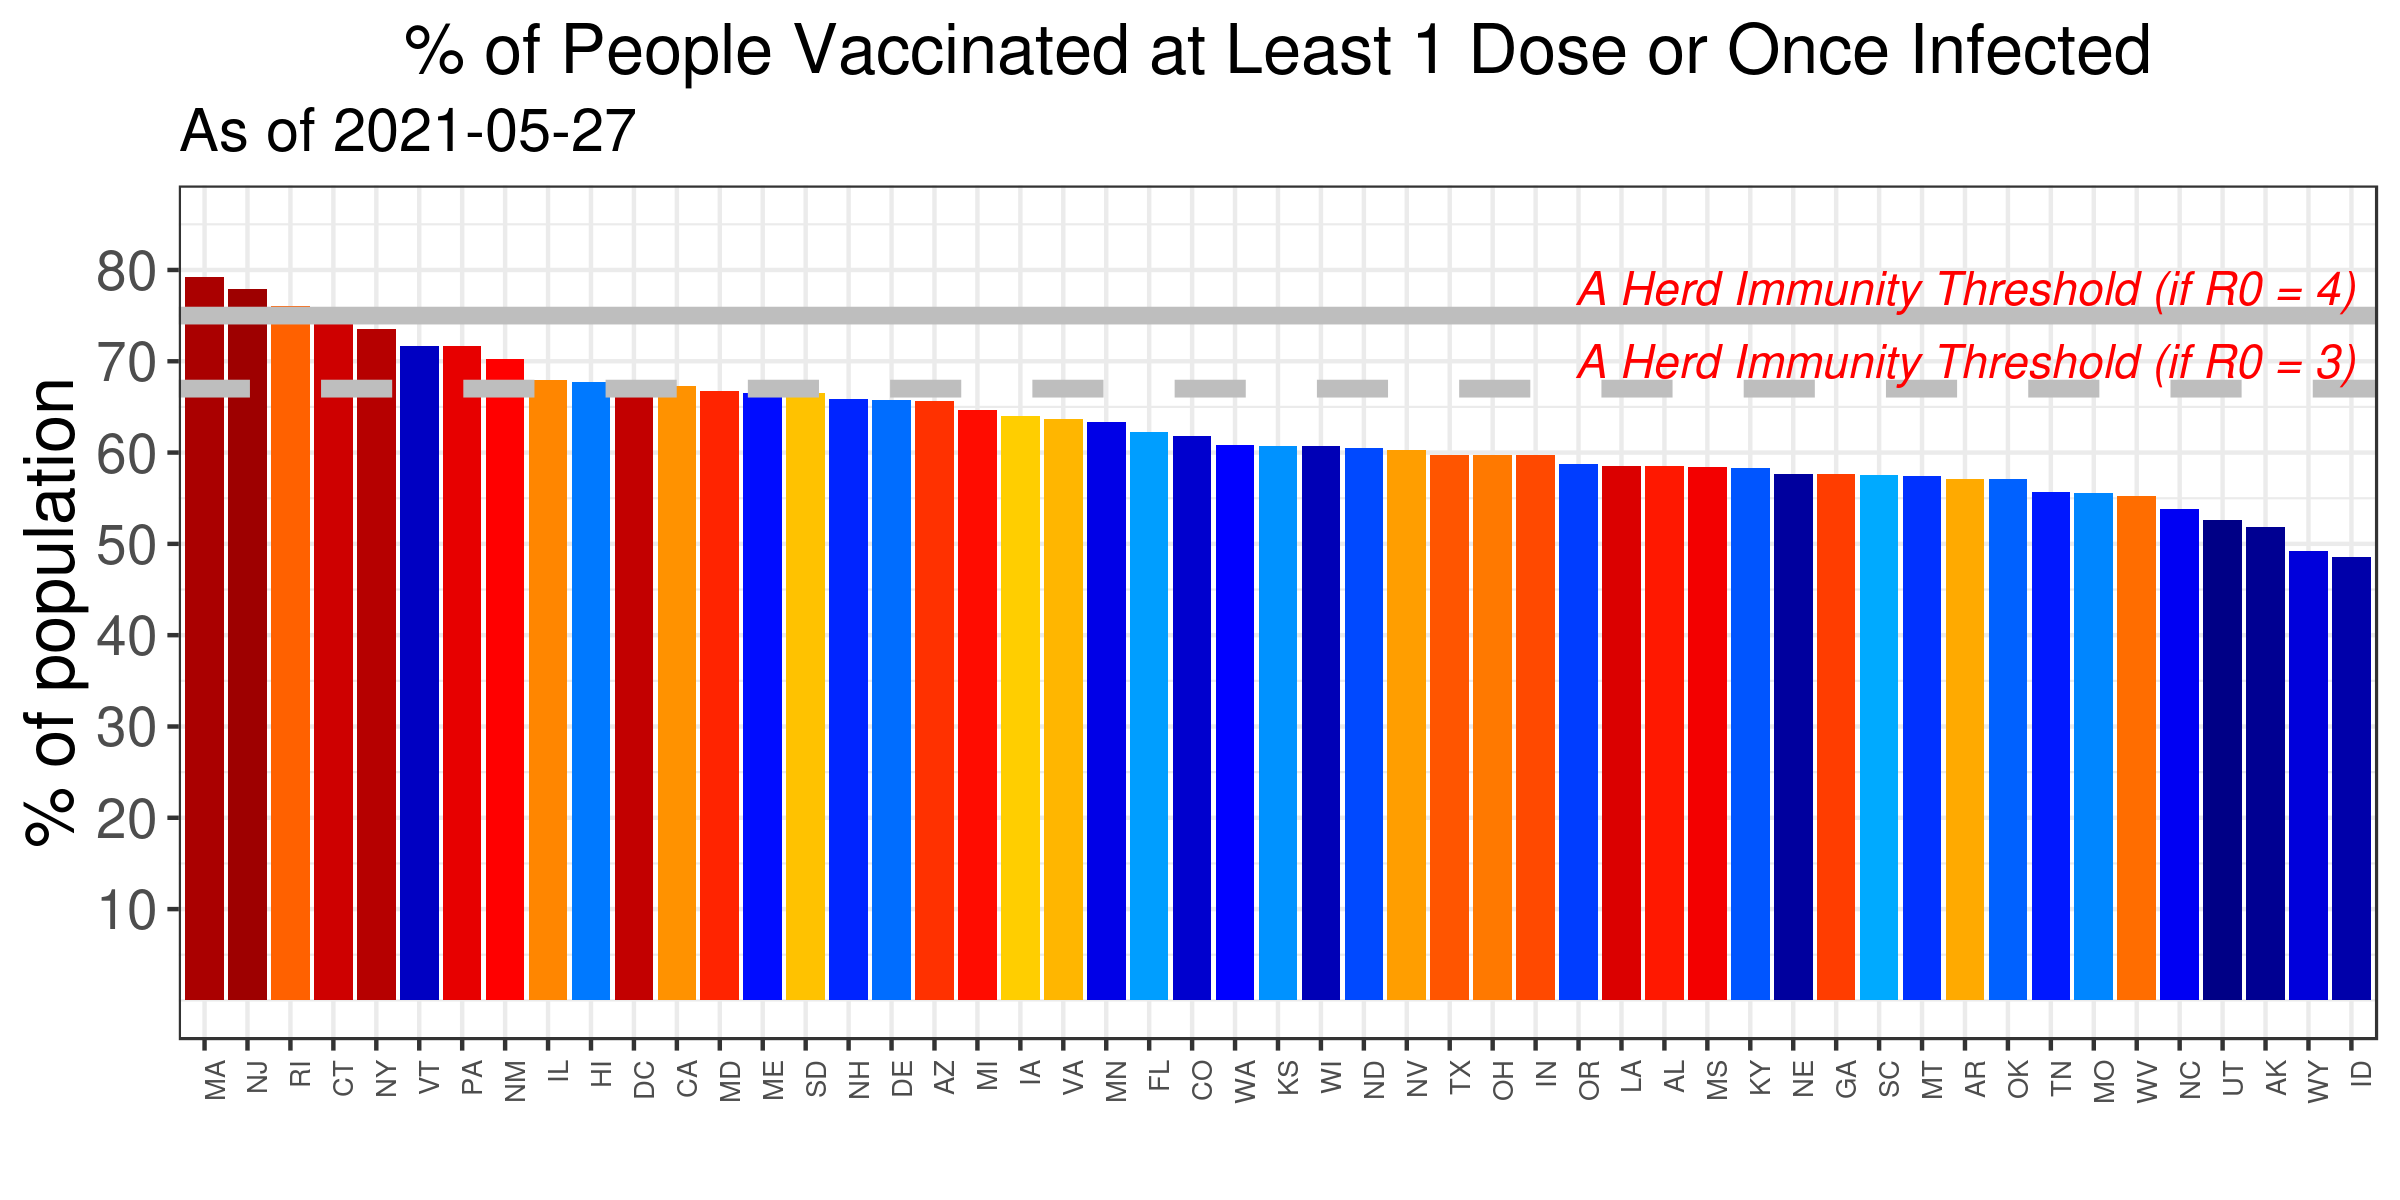 % of People Vaccinated at Least 1 Dose or Once Infected
As of 2021-05-27
% of population
80
70
60
50
40
30
20
10
A Herd Immunity Threshold (if R0 = 4)
A Herd Immunity Threshold (if R0 = 3)
MA NJ RI CT NY VT PA NM IL HI DC CA MD ME SD NH DE AZ MI IA VA MN FL CO WA KS WI ND NV TX OH IN OR LA AL MS KY NE GA SC MT AR OK TN MO WV NC UT AK WY ID